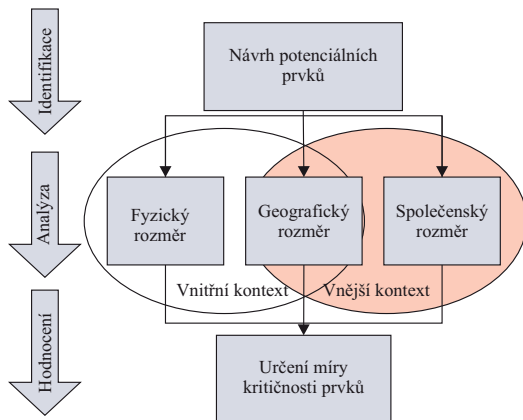 Identifikace
Návrh potenciálních
prvků
Analýza
Fyzický
rozměr
Geografický
rozměr
Společenský
rozměr
Vnitřní kontext
Vnější kontext
Hodnocení
Určení míry
kritičnosti prvků